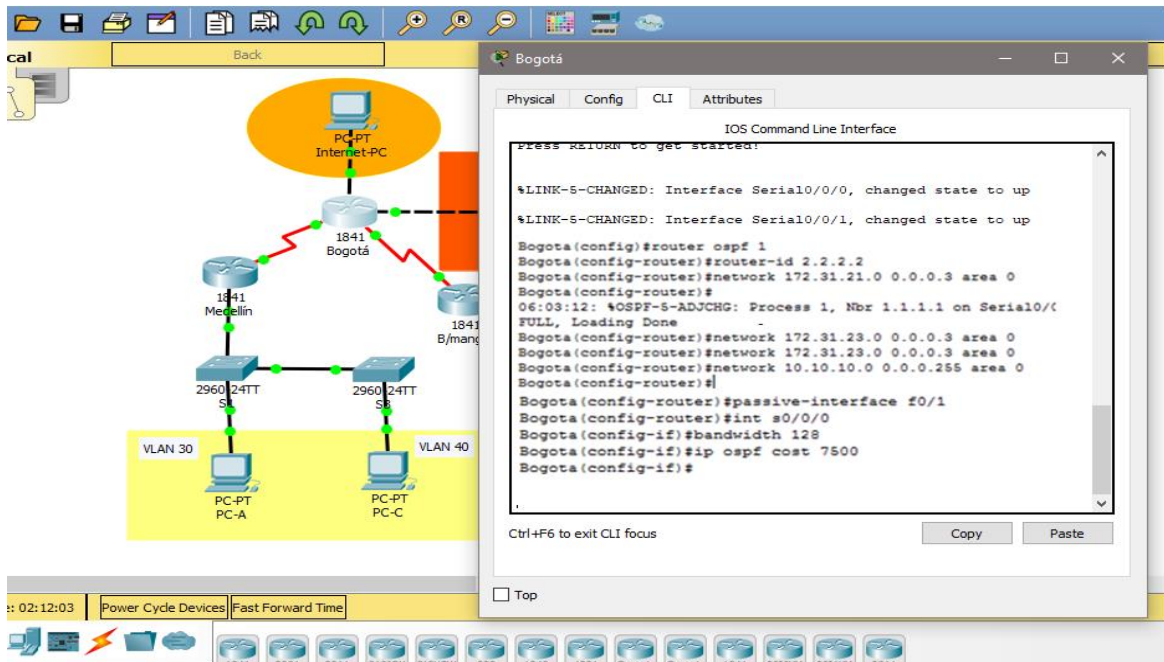 cal
Back
PC-PT
Internet-PC
1841
Bogotá
1841
Medellín
1841
B/mang
2960-24TT
S1
2960-24TT
VLAN 30
VLAN 40
PC-PT
PC-A
PC-PT
PC-C
Bogotá
Physical Config CLI Attributes
IOS Command Line Interface
Press RETURN to get started!
%LINK-5-CHANGED: Interface Serial0/0/0, changed state to up
%LINK-5-CHANGED: Interface Serial0/0/1, changed state to up
Bogota(config)#router ospf 1
Bogota(config-router)#router-id 2.2.2.2
Bogota(config-router)#network 172.31.21.0 0.0.0.3 area 0
Bogota(config-router)#
06:03:12: %OSPF-5-ADJCHG: Process 1, Nbr 1.1.1.1 on Serial0/(
FULL, Loading Done -
Bogota(config-router)#network 172.31.23.0 0.0.0.3 area 0
Bogota(config-router)#network 172.31.23.0 0.0.0.3 area 0
Bogota(config-router)#network 10.10.10.0 0.0.0.255 area 0
Bogota(config-router)#
Bogota(config-router)#passive-interface f0/1
Bogota(config-router)#int s0/0/0
Bogota(config-if)#bandwidth 128
Bogota(config-if)#ip ospf cost 7500
Bogota(config-if)#
Ctrl+F6 to exit CLI focus
Copy Paste
Top
e: 02:12:03 Power Cycle Devices Fast Forward Time